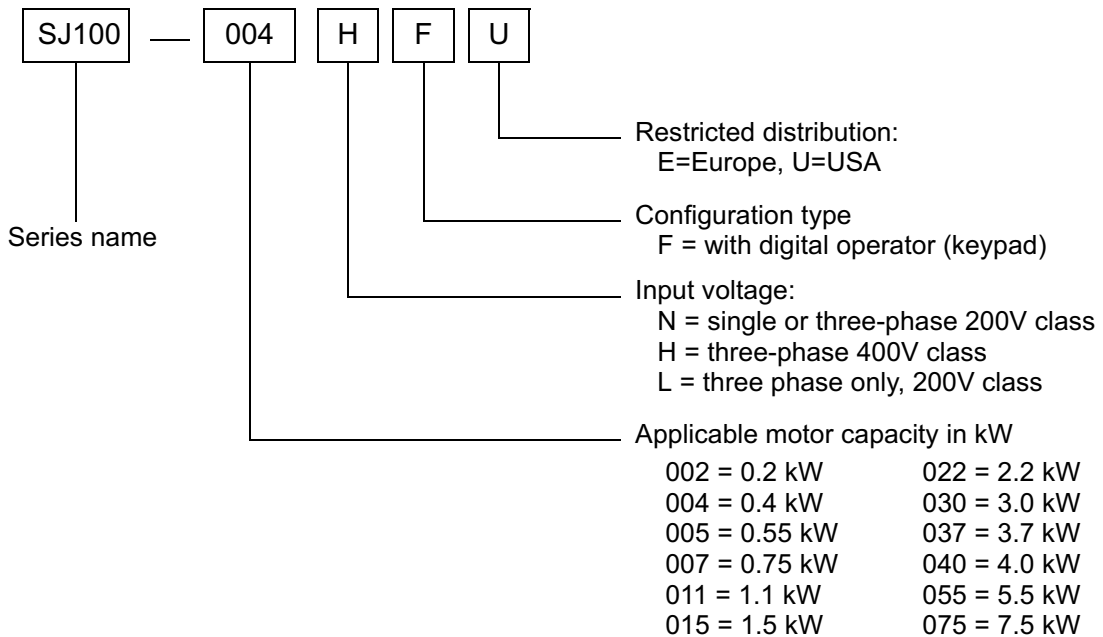 SJ100 — 004 H F U
Restricted distribution:
E=Europe, U=USA
Series name
Configuration type
F = with digital operator (keypad)
Input voltage:
N = single or three-phase 200V class
H = three-phase 400V class
L = three phase only, 200V class
Applicable motor capacity in kW
002 = 0.2 kW 022 = 2.2 kW
004 = 0.4 kW 030 = 3.0 kW
005 = 0.55 kW 037 = 3.7 kW
007 = 0.75 kW 040 = 4.0 kW
011 = 1.1 kW 055 = 5.5 kW
015 = 1.5 kW 075 = 7.5 kW